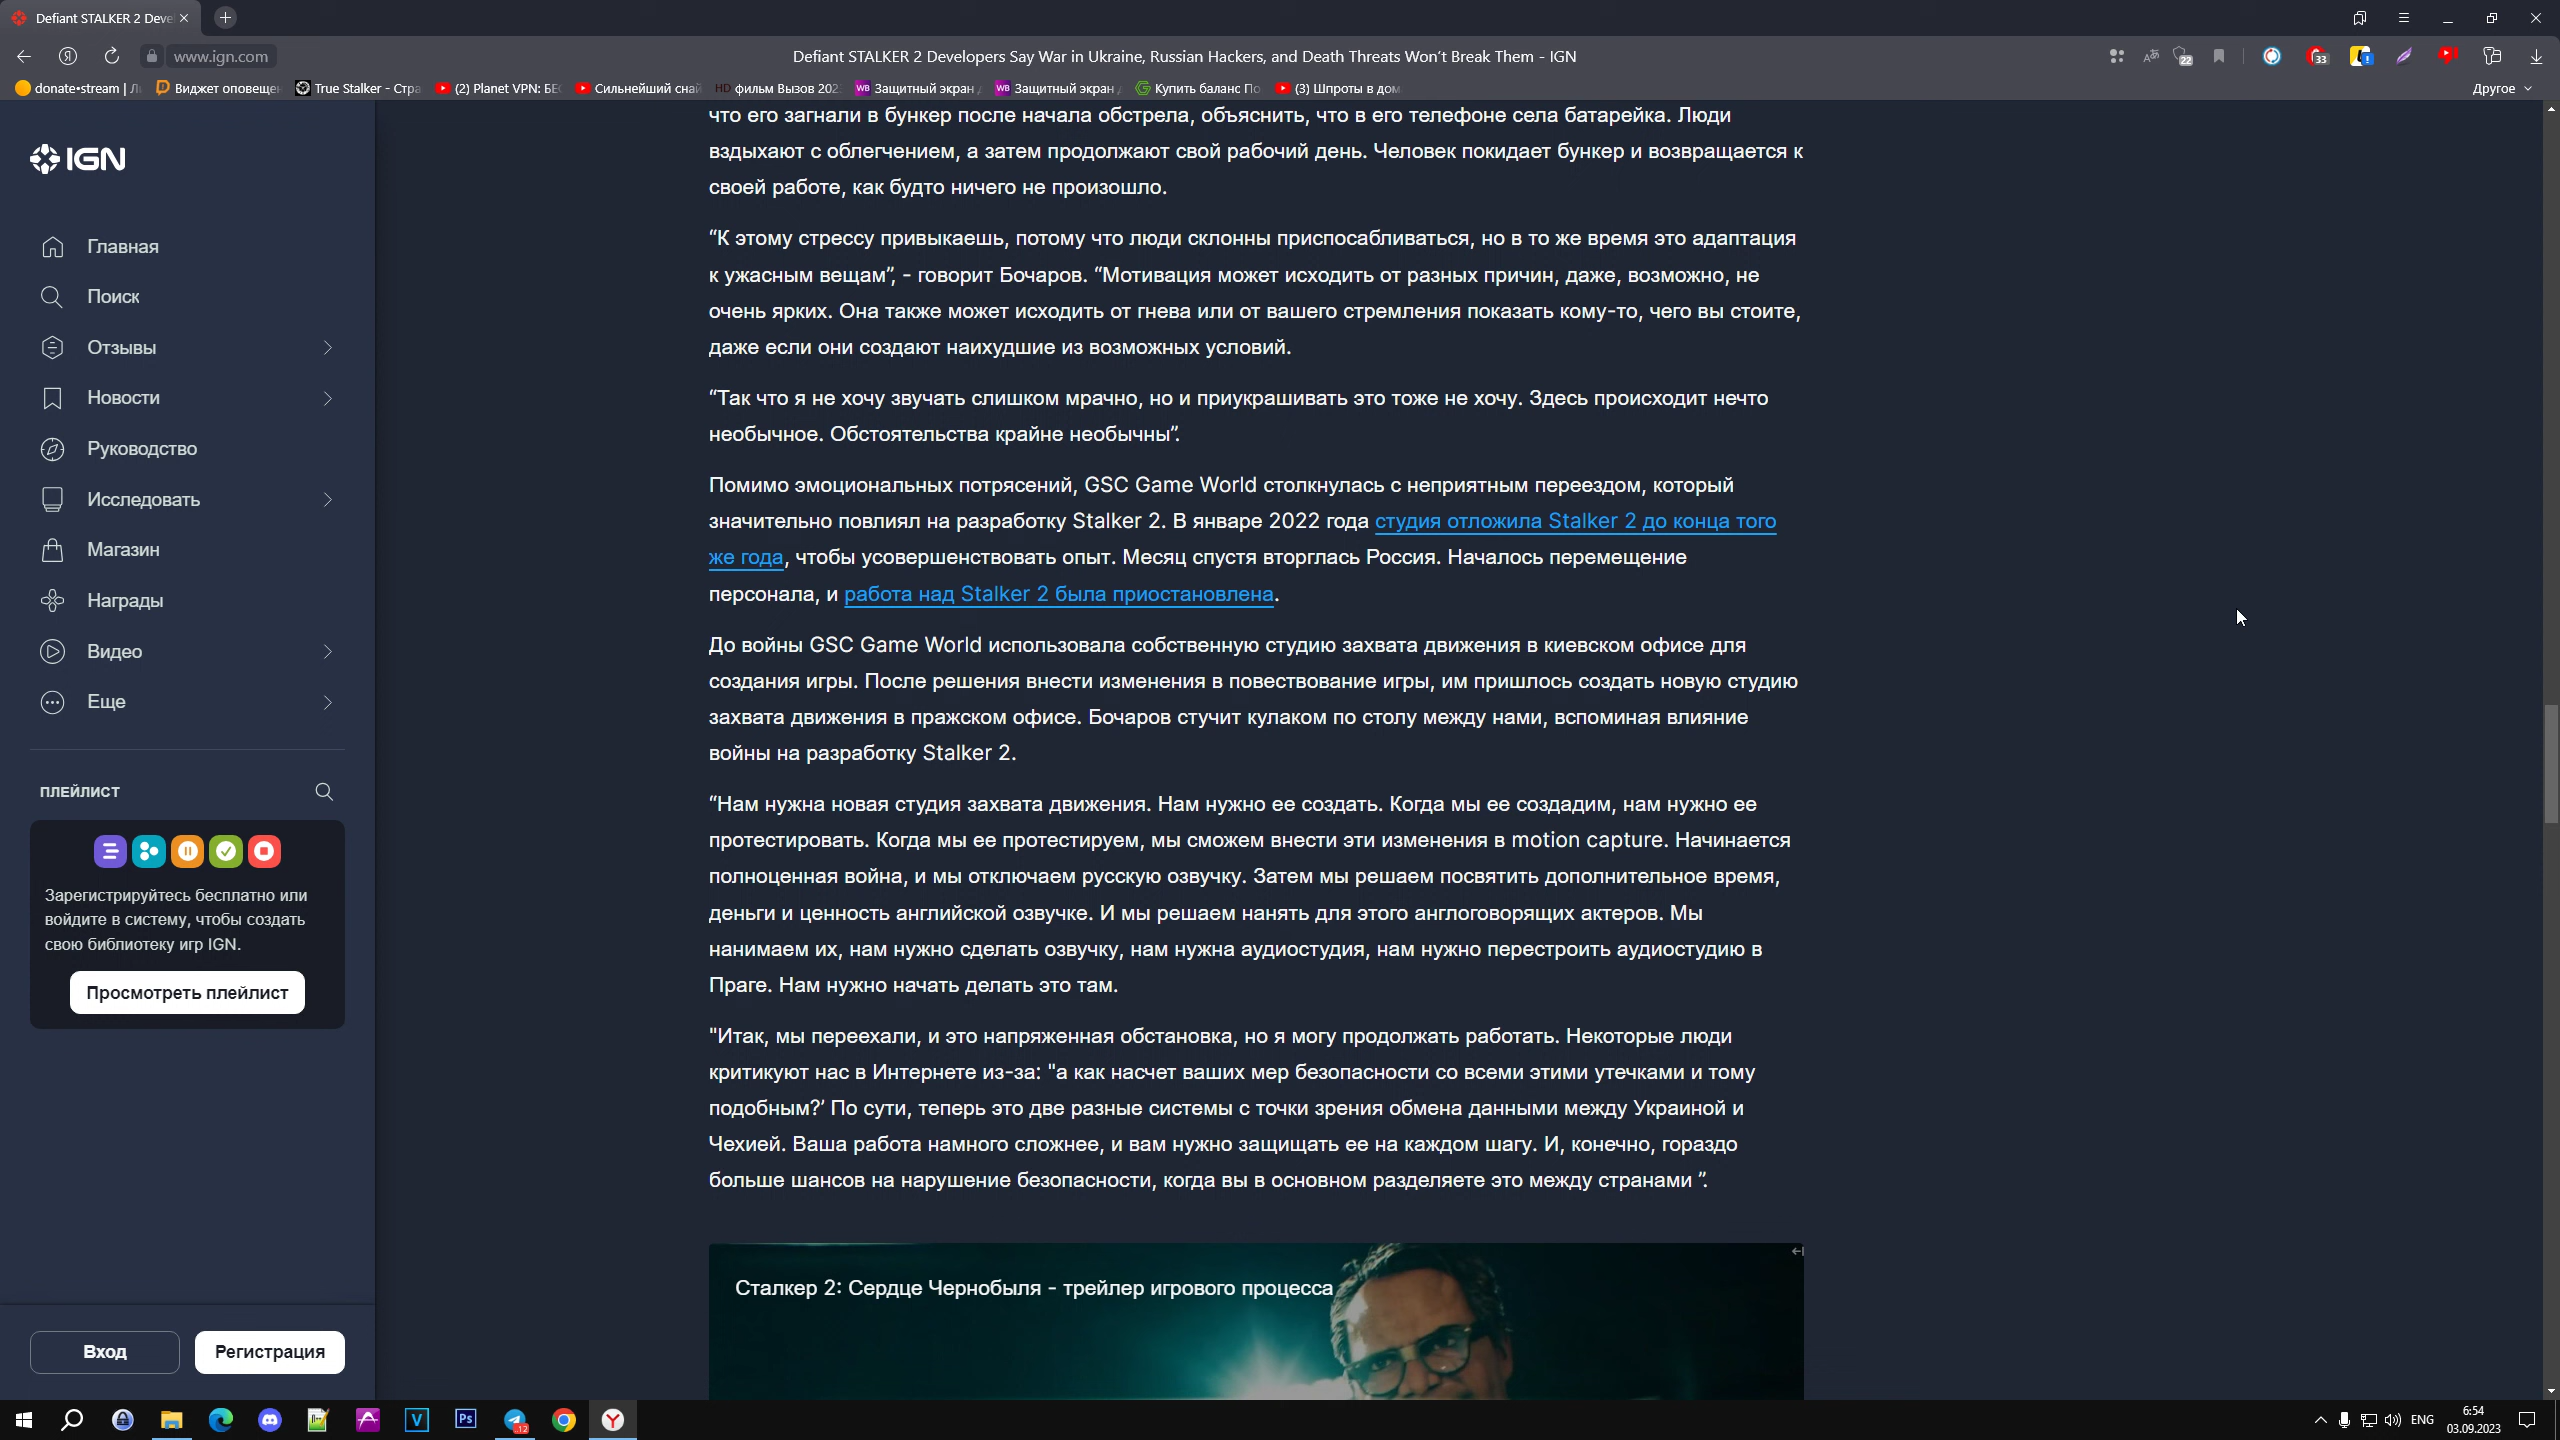 Defiant STALKER 2 Deve
www.ign.com
Defiant STALKER 2 Developers Say War in Ukraine, Russian Hackers, and Death Threats Won’t Break Them - IGN
22
33
donate•stream | Л
Виджет оповеще
True Stalker - Стра
(2) Planet VPN: БЕ
Сильнейший снай
HD фильм Вызов 202
WB Защитный экран
WB Защитный экран
Купить баланс По
(3) Шпроты в дом
Другое
IGN
Главная
Поиск
Отзывы
Новости
Руководство
Исследовать
Магазин
Награды
Видео
Еще
ПЛЕЙЛИСТ
Зарегистрируйтесь бесплатно или
войдите в систему, чтобы создать
свою библиотеку игр IGN.
Просмотреть плейлист
Вход
Регистрация
что его загнали в бункер после начала обстрела, объяснить, что в его телефоне села батарейка. Люди
вздыхают с облегчением, а затем продолжают свой рабочий день. Человек покидает бункер и возвращается к
своей работе, как будто ничего не произошло.
“К этому стрессу привыкаешь, потому что люди склонны приспосабливаться, но в то же время это адаптация
к ужасным вещам”, - говорит Бочаров. “Мотивация может исходить от разных причин, даже, возможно, не
очень ярких. Она также может исходить от гнева или от вашего стремления показать кому-то, чего вы стоите,
даже если они создают наихудшие из возможных условий.
“Так что я не хочу звучать слишком мрачно, но и приукрашивать это тоже не хочу. Здесь происходит нечто
необычное. Обстоятельства крайне необычны”.
Помимо эмоциональных потрясений, GSC Game World столкнулась с неприятным переездом, который
значительно повлиял на разработку Stalker 2. В январе 2022 года студия отложила Stalker 2 до конца того
же года, чтобы усовершенствовать опыт. Месяц спустя вторглась Россия. Началось перемещение
персонала, и работа над Stalker 2 была приостановлена.
До войны GSC Game World использовала собственную студию захвата движения в киевском офисе для
создания игры. После решения внести изменения в повествование игры, им пришлось создать новую студию
захвата движения в пражском офисе. Бочаров стучит кулаком по столу между нами, вспоминая влияние
войны на разработку Stalker 2.
“Нам нужна новая студия захвата движения. Нам нужно ее создать. Когда мы ее создадим, нам нужно ее
протестировать. Когда мы ее протестируем, мы сможем внести эти изменения в motion capture. Начинается
полноценная война, и мы отключаем русскую озвучку. Затем мы решаем посвятить дополнительное время,
деньги и ценность английской озвучке. И мы решаем нанять для этого англоговорящих актеров. Мы
нанимаем их, нам нужно сделать озвучку, нам нужна аудиостудия, нам нужно перестроить аудиостудию в
Праге. Нам нужно начать делать это там.
"Итак, мы переехали, и это напряженная обстановка, но я могу продолжать работать. Некоторые люди
критикуют нас в Интернете из-за: "а как насчет ваших мер безопасности со всеми этими утечками и тому
подобным?’ По сути, теперь это две разные системы с точки зрения обмена данными между Украиной и
Чехией. Ваша работа намного сложнее, и вам нужно защищать ее на каждом шагу. И, конечно, гораздо
больше шансов на нарушение безопасности, когда вы в основном разделяете это между странами ”.
Сталкер 2: Сердце Чернобыля - трейлер игрового процесса
V
Ps
12
Y
ENG
6:54
03.09.2023